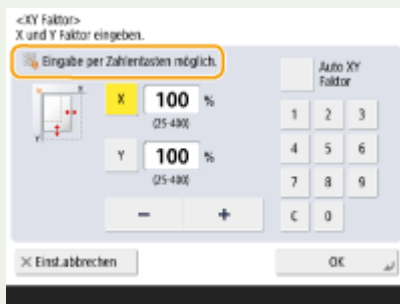 <XY Faktor>
X und Y Faktor eingeben.
Eingabe per Zahlentasten möglich.
Auto XY
Faktor
X
Y
X 100 %
(25-400)
Y 100 %
(25-400)
1 2 3
4 5 6
7 8 9
C 0
- +
× Einst.abbrechen
OK